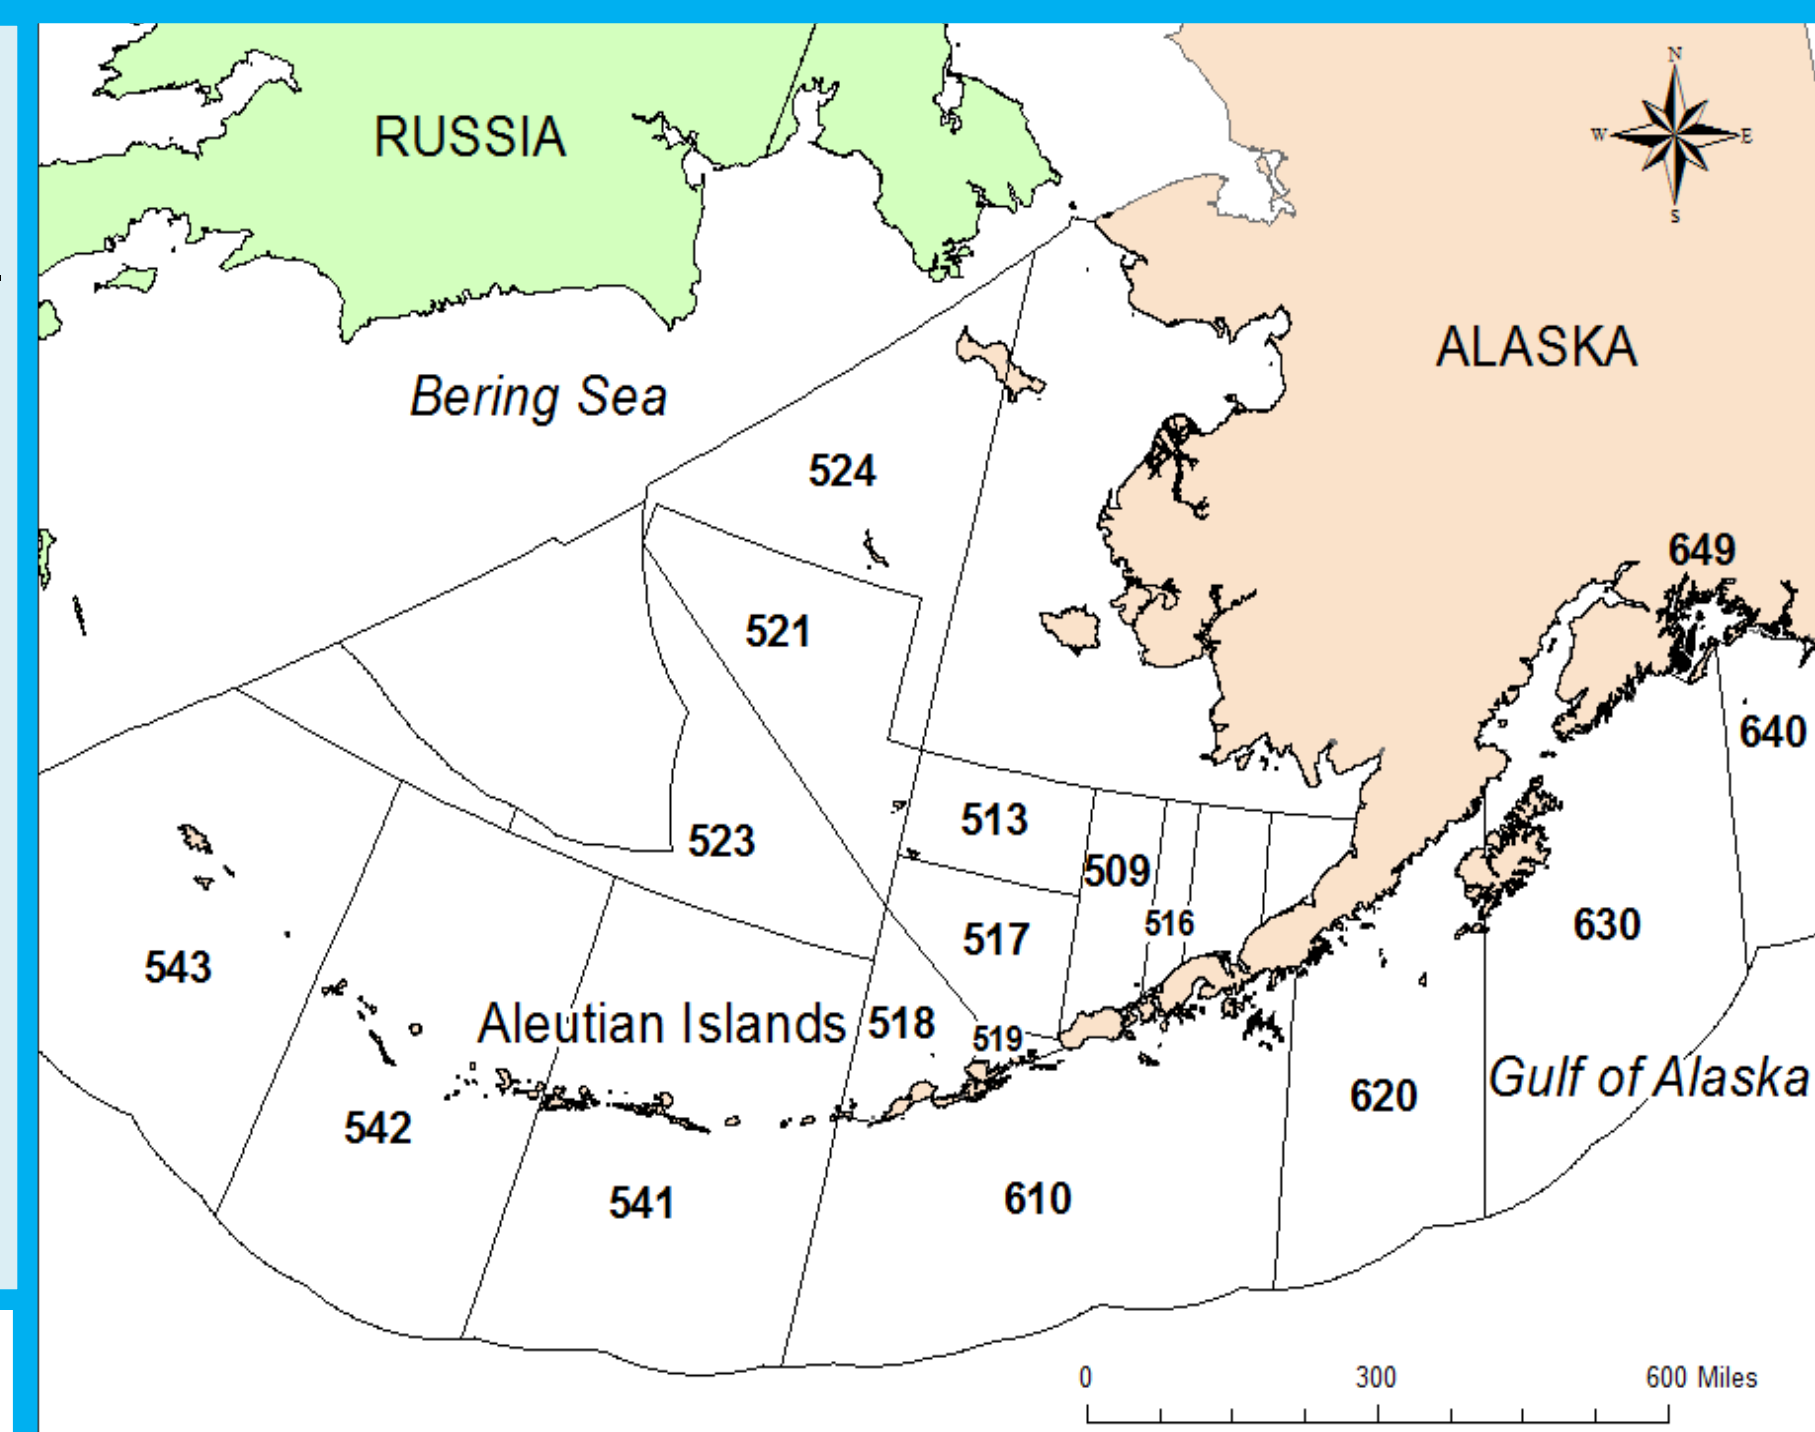 N
W
E
S
RUSSIA
ALASKA
Bering Sea
524
649
521
640
513
523
509
516
517
630
543
Aleutian Islands
518
519
Gulf of Alaska
620
542
541
610
0
300
600 Miles